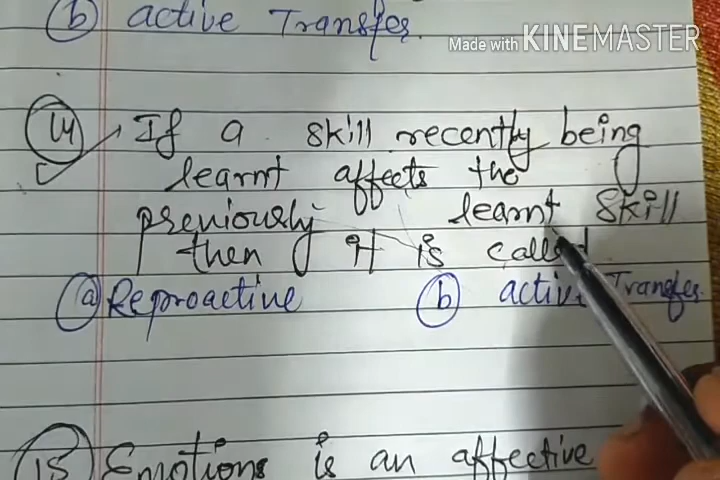 (b) active Transfer.
Made with KINEMASTER
(14) If a skill recently being
learnt affects the
previously learnt skill
then it is called
(a) Reproactive (b) active Transfer.
(15) Emotions is an affective